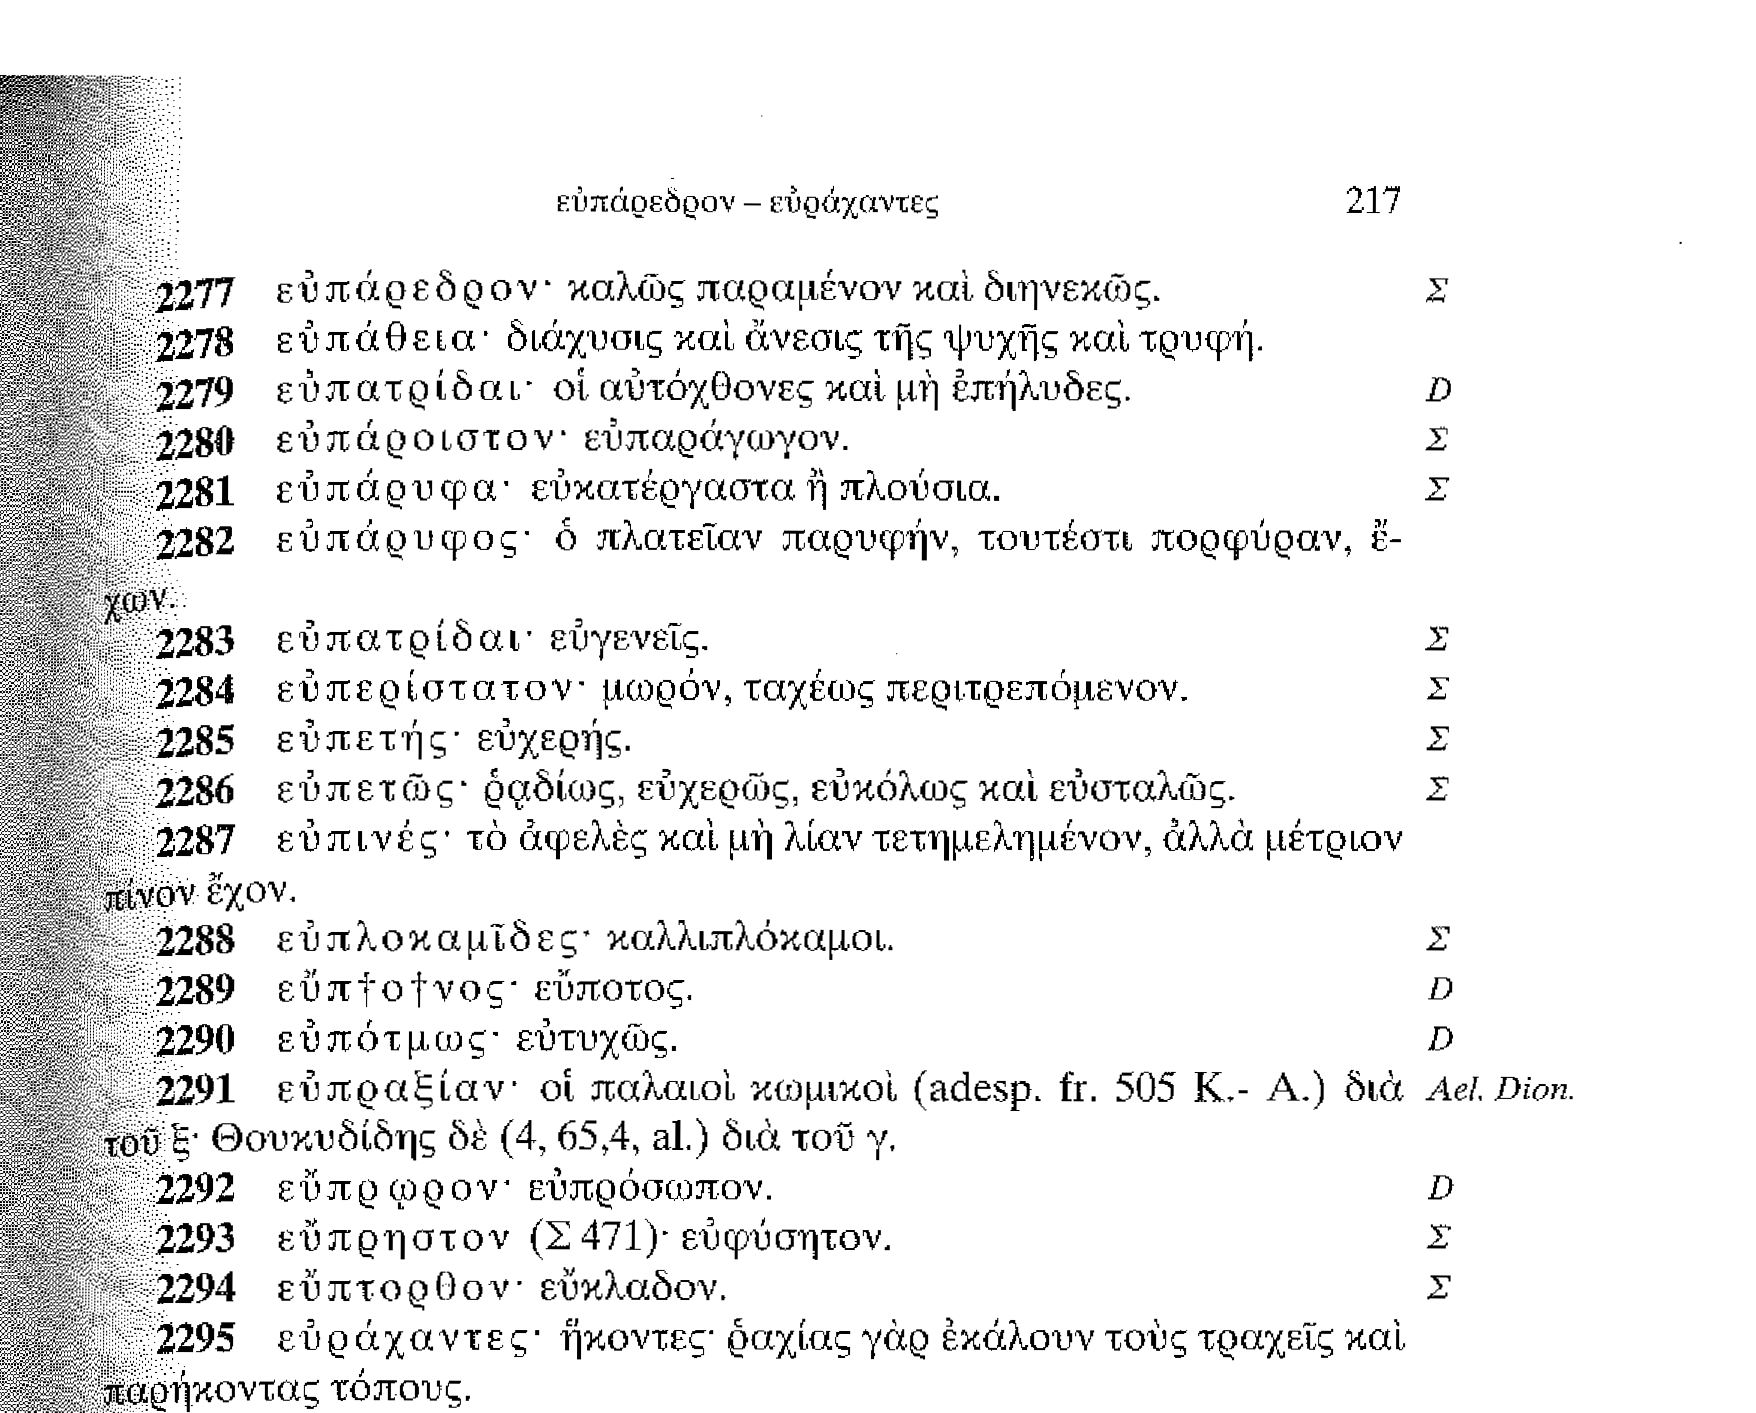 εὐπάρεδρον – εὐράχαντες 217
2277 εὐπάρεδρον· καλῶς παραμένον καὶ διηνεκῶς. Σ
2278 εὐπάθεια· διάχυσις καὶ ἄνεσις τῆς ψυχῆς καὶ τρυφή.
2279 εὐπατρίδαι· οἱ αὐτόχθονες καὶ μὴ ἐπήλυδες. D
2280 εὐπάροιστον· εὐπαράγωγον. Σ
2281 εὐπάρυφα· εὐκατέργαστα ἢ πλούσια. Σ
2282 εὐπάρυφος· ὁ πλατεῖαν παρυφήν, τουτέστι πορφύραν, ἔ-
χων.
2283 εὐπατρίδαι· εὐγενεῖς. Σ
2284 εὐπερίστατον· μωρόν, ταχέως περιτρεπόμενον. Σ
2285 εὐπετής· εὐχερής. Σ
2286 εὐπετῶς· ῥᾳδίως, εὐχερῶς, εὐκόλως καὶ εὐσταλῶς. Σ
2287 εὐπινές· τὸ ἀφελὲς καὶ μὴ λίαν τετημελημένον, ἀλλὰ μέτριον
πίνον ἔχον.
2288 εὐπλοκαμῖδες· καλλιπλόκαμοι. Σ
2289 εὔπ†ο†νος· εὔποτος. D
2290 εὐπότμως· εὐτυχῶς. D
2291 εὐπραξίαν· οἱ παλαιοὶ κωμικοὶ (adesp. fr. 505 K.- A.) διὰ Ael. Dion.
τοῦ ξ· Θουκυδίδης δὲ (4, 65,4, al.) διὰ τοῦ γ.
2292 εὔπρῳρον· εὐπρόσωπον. D
2293 εὔπρηστον (Σ 471)· εὐφύσητον. Σ
2294 εὔπτορθον· εὔκλαδον. Σ
2295 εὐράχαντες· ἥκοντες· ῥαχίας γὰρ ἐκάλουν τοὺς τραχεῖς καὶ
παρήκοντας τόπους.